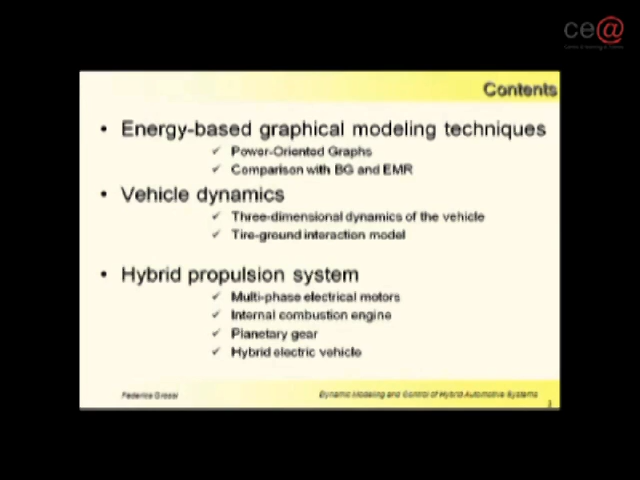 ce@
Contents
• Energy-based graphical modeling techniques
✓ Power-Oriented Graphs
✓ Comparison with BG and EMR
• Vehicle dynamics
✓ Three-dimensional dynamics of the vehicle
✓ Tire-ground interaction model
• Hybrid propulsion system
✓ Multi-phase electrical motors
✓ Internal combustion engine
✓ Planetary gear
✓ Hybrid electric vehicle
Federica Grossi
Dynamic Modeling and Control of Hybrid Automotive Systems